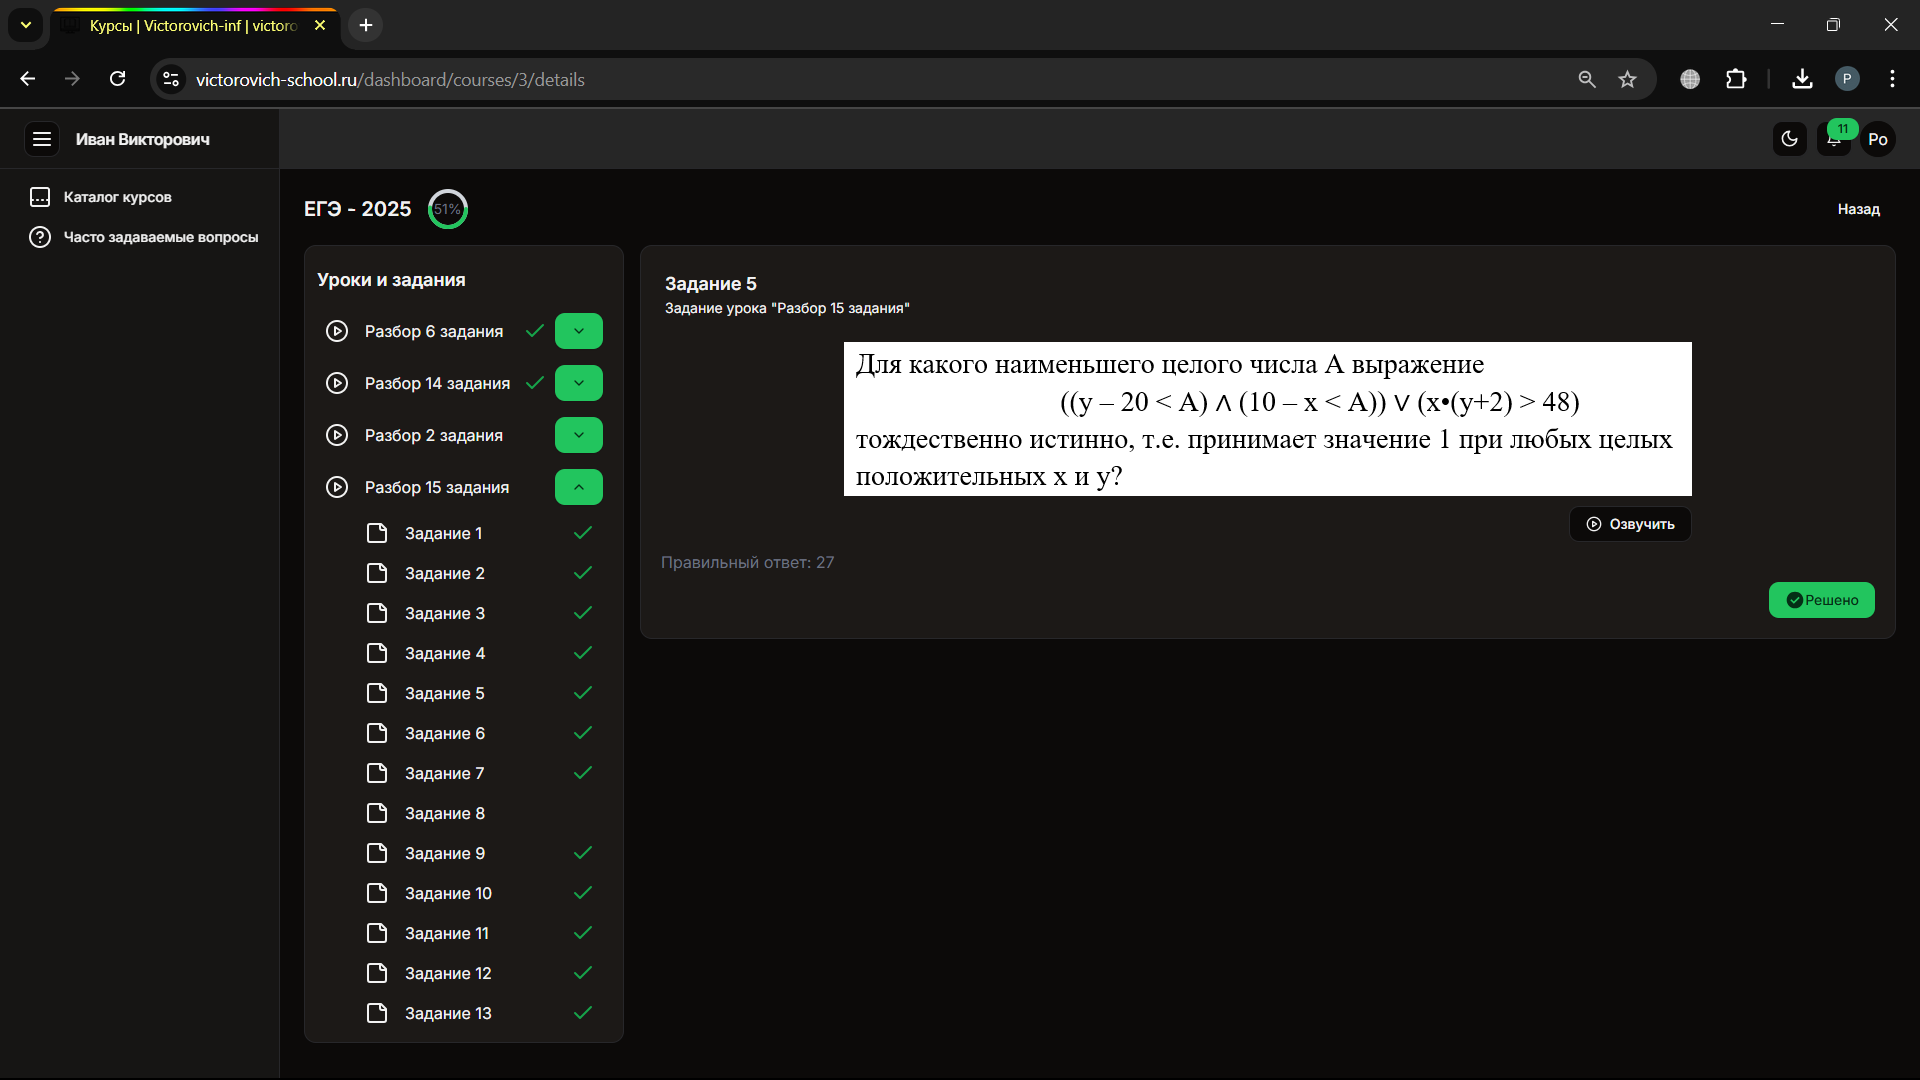 Курсы | Victorovich-inf | victoro
victorovich-school.ru/dashboard/courses/3/details
P
Иван Викторович
11
Po
Каталог курсов
Часто задаваемые вопросы
ЕГЭ - 2025
51%
Назад
Уроки и задания
Разбор 6 задания
Разбор 14 задания
Разбор 2 задания
Разбор 15 задания
Задание 1
Задание 2
Задание 3
Задание 4
Задание 5
Задание 6
Задание 7
Задание 8
Задание 9
Задание 10
Задание 11
Задание 12
Задание 13
Задание 5
Задание урока "Разбор 15 задания"
Для какого наименьшего целого числа А выражение
((y – 20 < A) ∧ (10 – x < A)) ∨ (x•(y+2) > 48)
тождественно истинно, т.е. принимает значение 1 при любых целых
положительных x и y?
Озвучить
Правильный ответ: 27
Решено